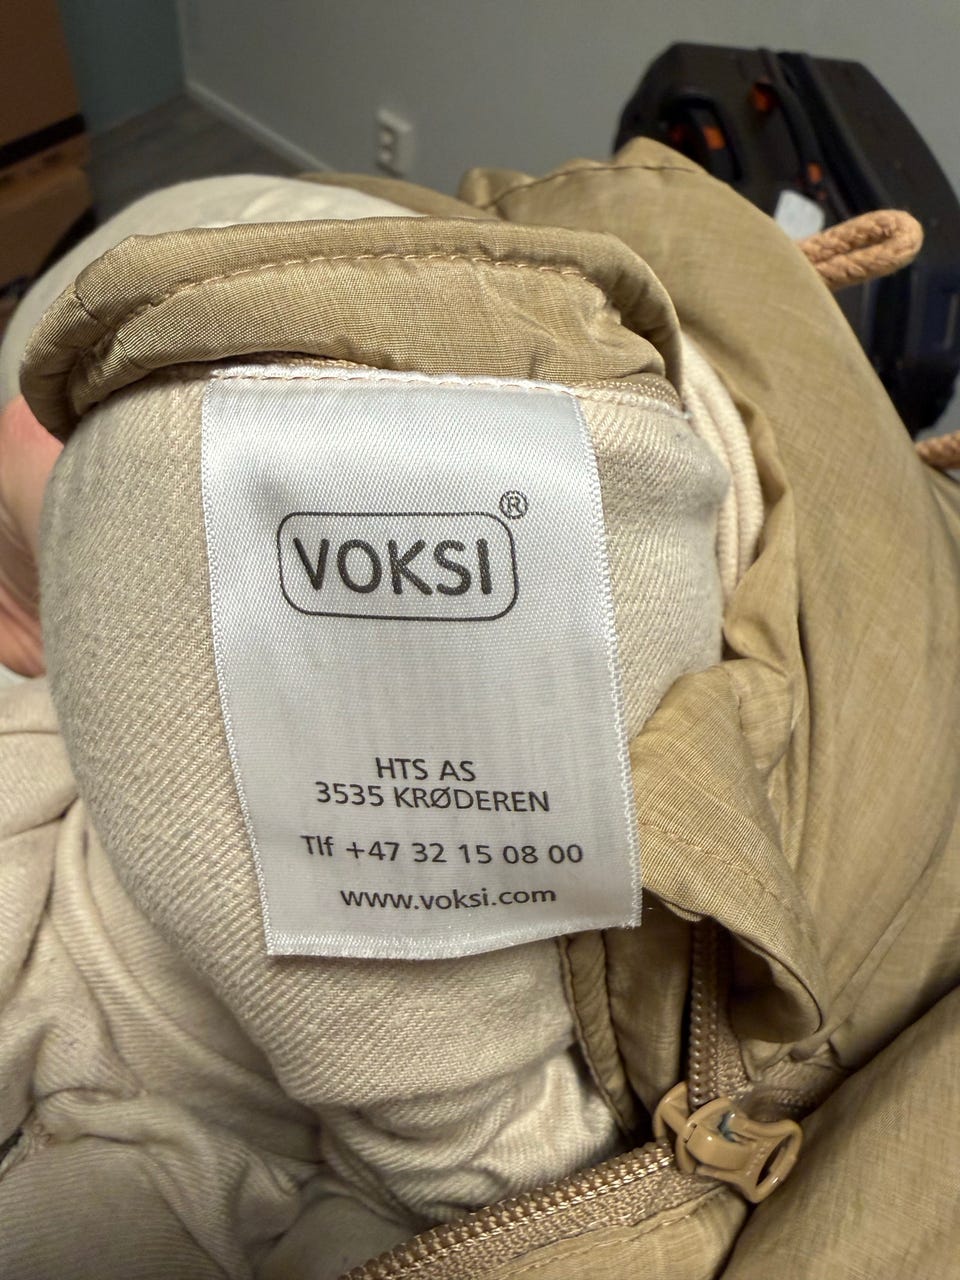 VOKSI®
HTS AS
3535 KRØDEREN
Tlf +47 32 15 08 00
www.voksi.com